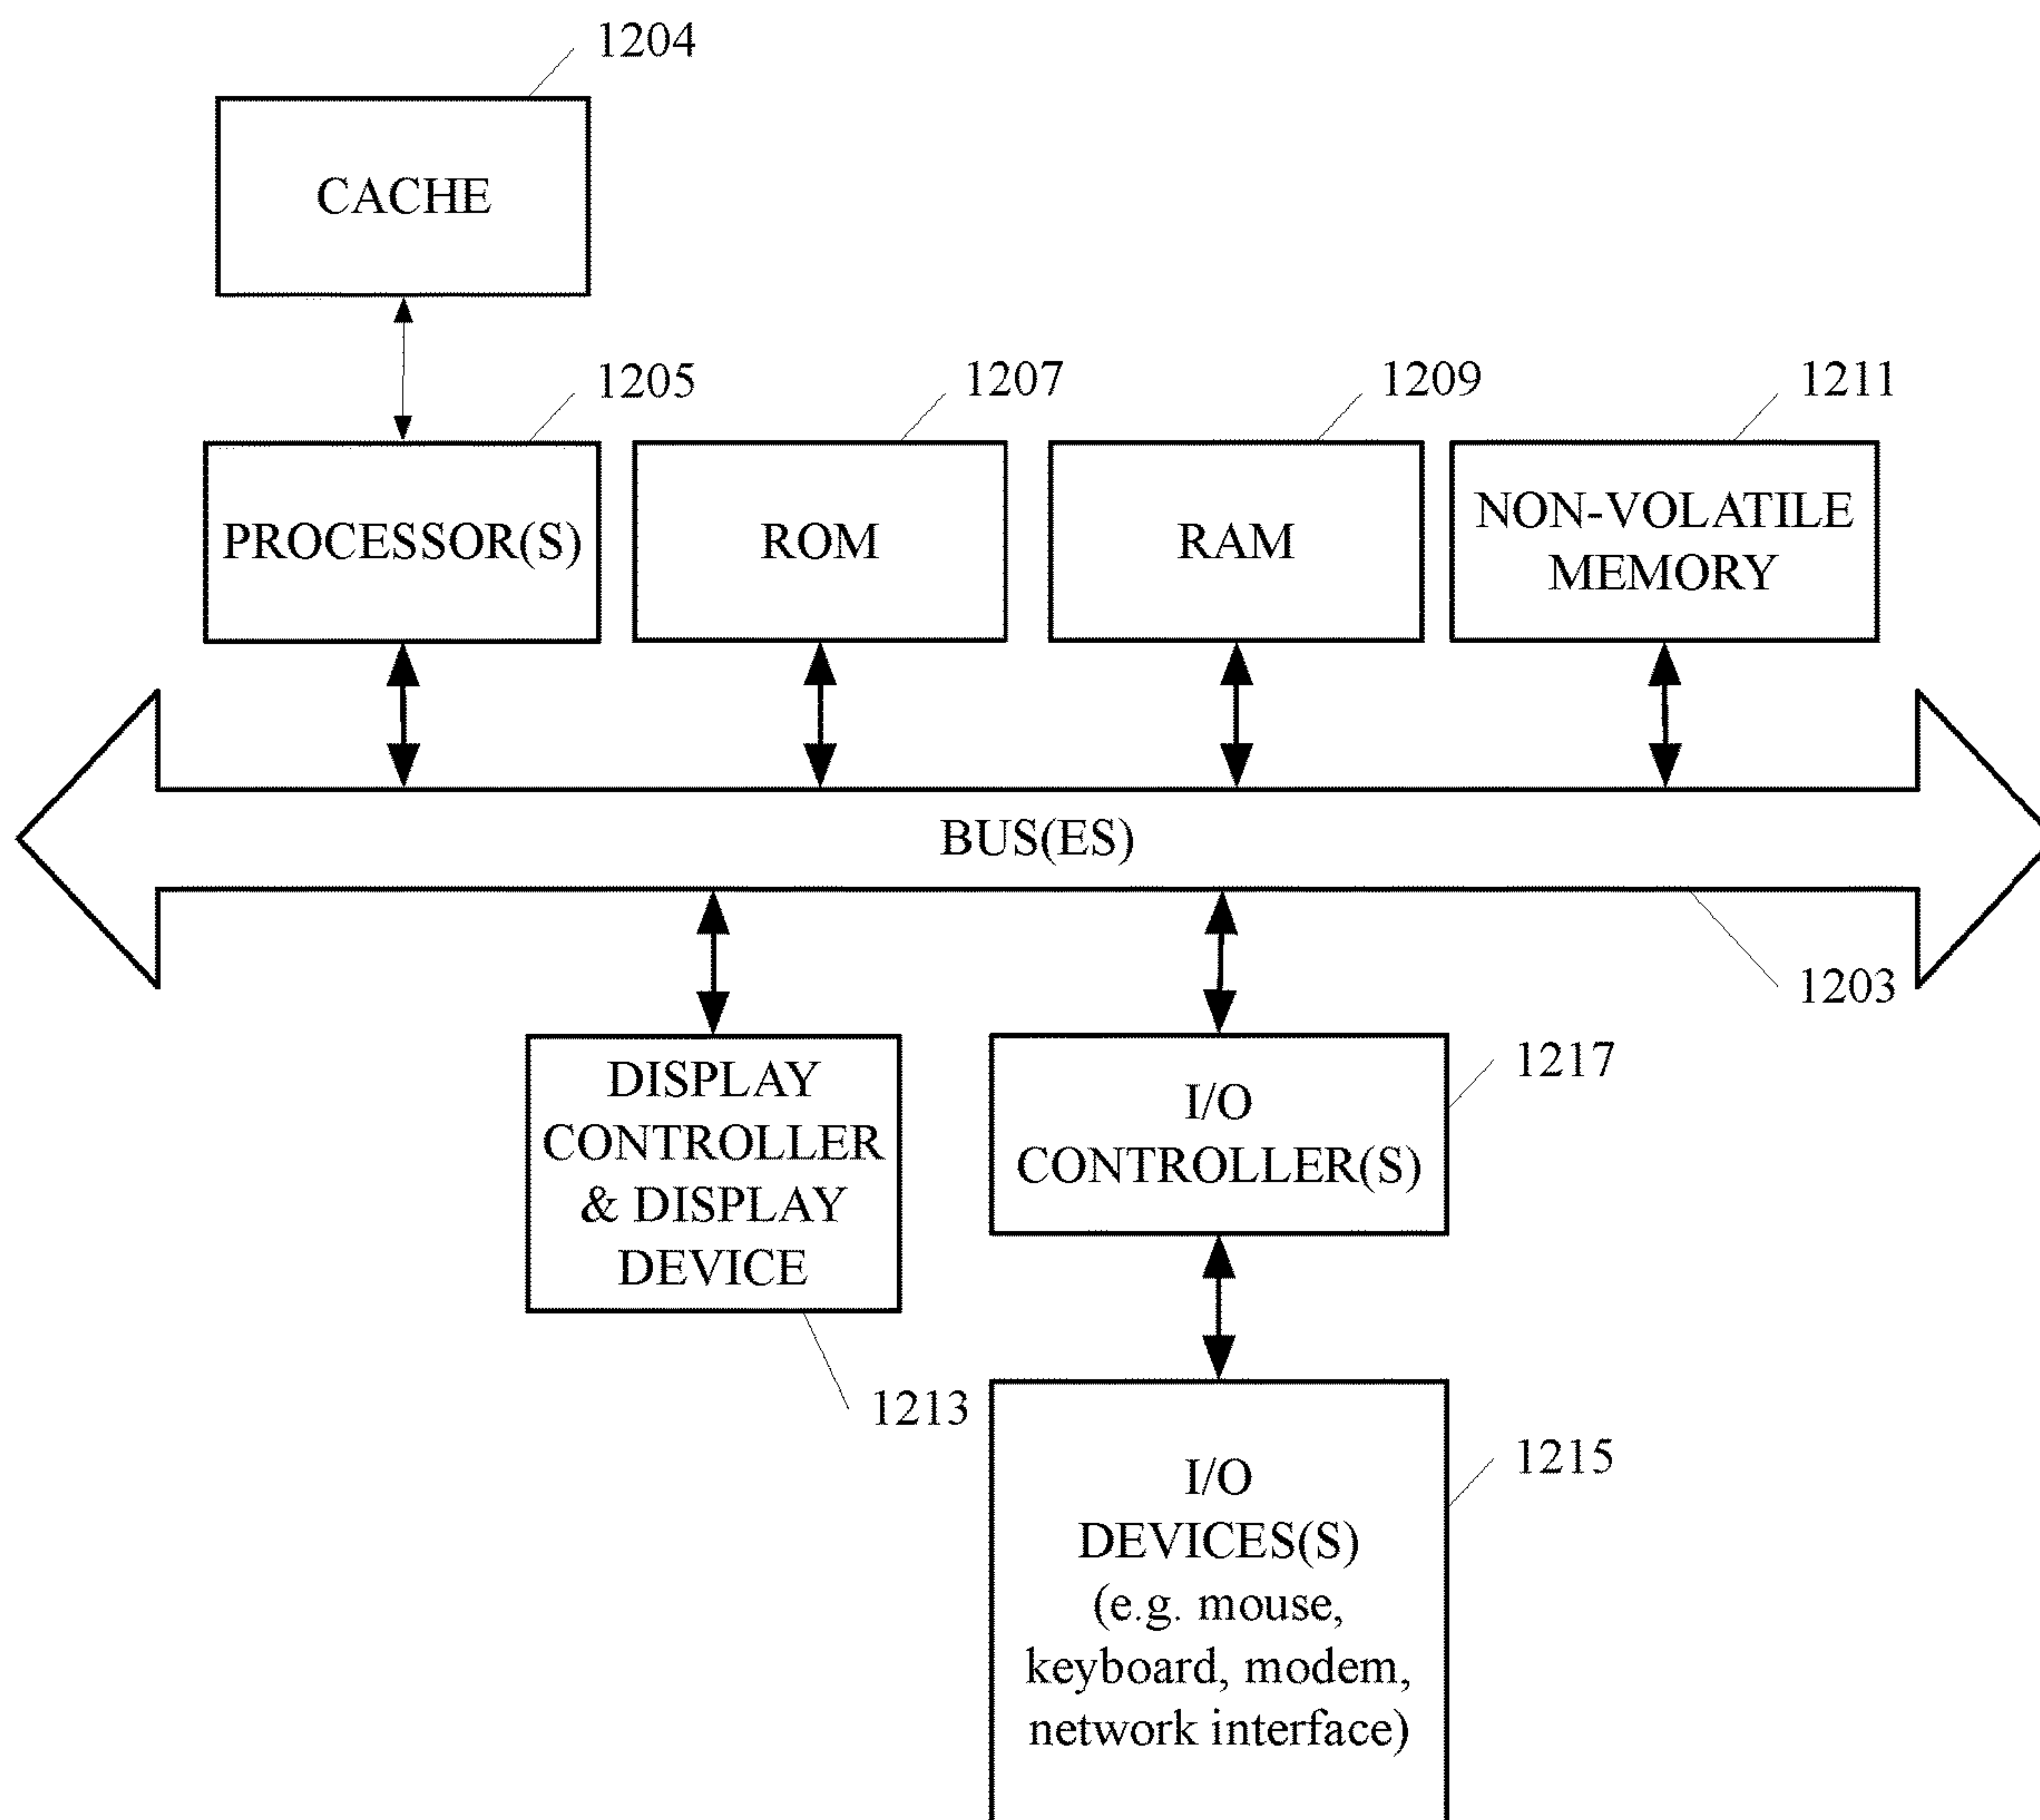 1204
CACHE
1205
1207
1209
1211
PROCESSOR(S)
ROM
RAM
NON-VOLATILE
MEMORY
BUS(ES)
1203
DISPLAY
CONTROLLER
& DISPLAY
DEVICE
1213
I/O
CONTROLLER(S)
1217
I/O
DEVICES(S)
(e.g. mouse,
keyboard, modem,
network interface)
1215